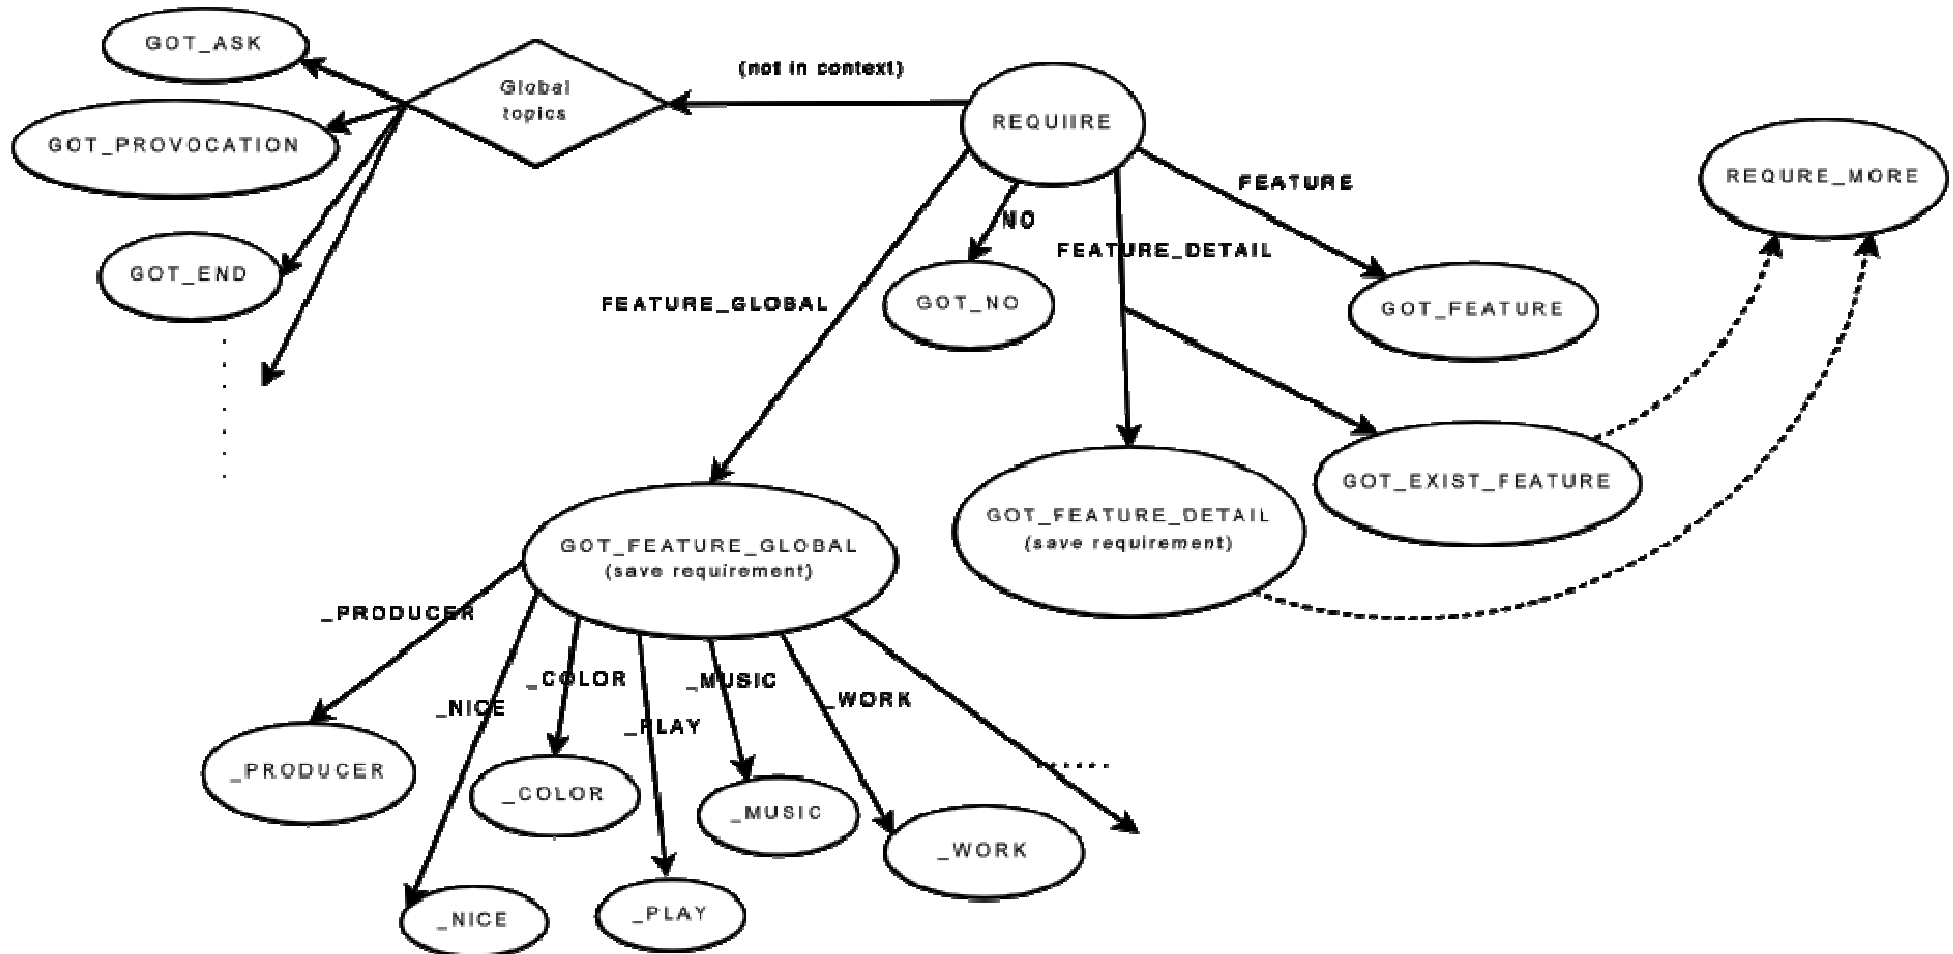 GOT_ASK
(not in context)
Global
topics
REQUIIRE
GOT_PROVOCATION
REQURE_MORE
FEATURE
NO
FEATURE_DETAIL
GOT_END
FEATURE_GLOBAL
GOT_NO
GOT_FEATURE
GOT_EXIST_FEATURE
GOT_FEATURE_DETAIL
(save requirement)
GOT_FEATURE_GLOBAL
(save requirement)
_PRODUCER
_COLOR
_MUSIC
_NICE
_PLAY
_WORK
_PRODUCER
_COLOR
_MUSIC
_WORK
_NICE
_PLAY